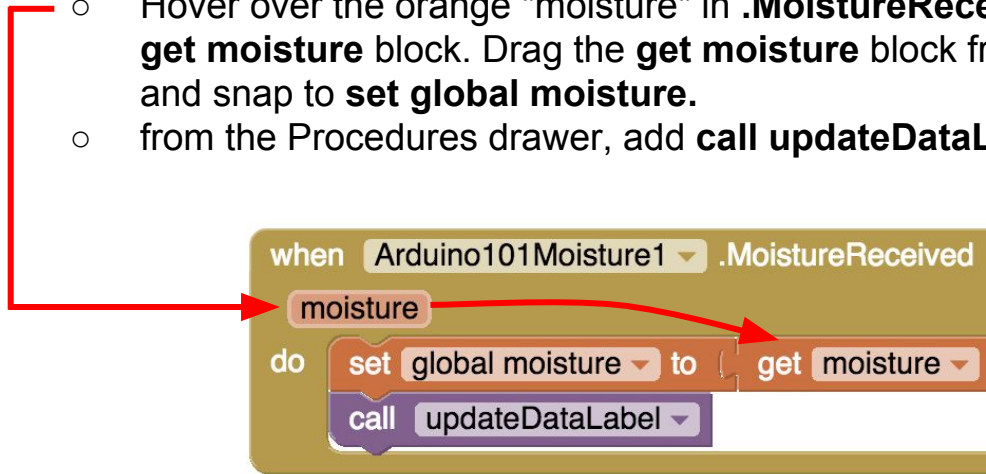 ○ Hover over the orange "moisture" in .MoistureRece
get moisture block. Drag the get moisture block fr
and snap to set global moisture.
○ from the Procedures drawer, add call updateDataL
when Arduino101Moisture1 .MoistureReceived
moisture
do set global moisture to get moisture
call updateDataLabel